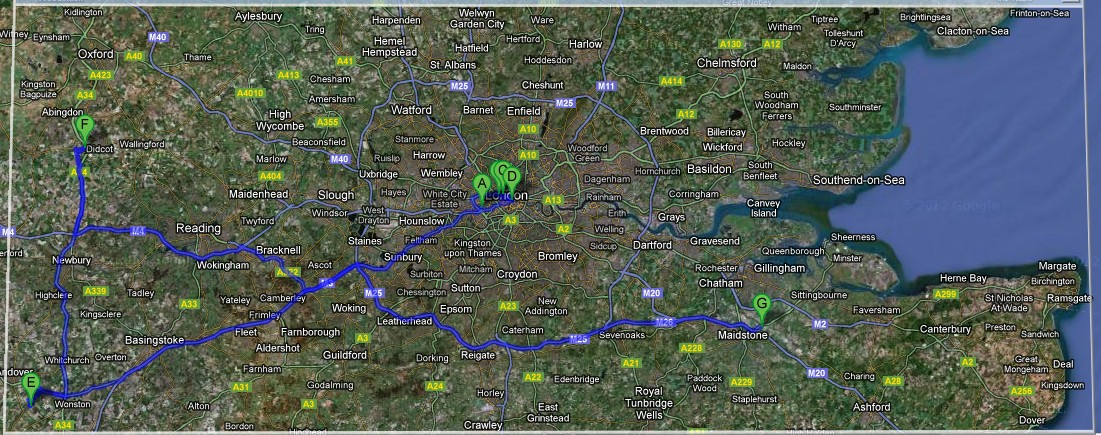 Kidlington
Aylesbury
Harpenden
Welwyn
Garden City
Ware
Tiptree
Brightlingsea
Frinton-on-Sea
Witney
Eynsham
M40
Tring
Hemel
Hempstead
Hatfield
Hertford
Harlow
A130
A12
Witham
Tolleshunt
D'Arcy
Clacton-on-Sea
Oxford
A40
Thame
A41
St. Albans
Hoddesdon
Chelmsford
Maldon
A423
A413
Chesham
M25
Cheshunt
M11
A414
Kingston
Bagpuize
A34
A4010
Amersham
Watford
Barnet
Enfield
M25
South
Woodham
Ferrers
Southminster
Abingdon
High
Wycombe
A355
A10
Brentwood
Billericay
A12
F
Beaconsfield
Stanmore
Wickford
Hockley
Didcot
Wallingford
Marlow
M40
Ruislip
Harrow
A10
Woodford
Green
Hornchurch
Basildon
South
Benfleet
A404
Uxbridge
Wembley
Dagenham
Southend-on-Sea
Maidenhead
Slough
Hayes
White City
Estate
A
D
London
A13
Rainham
Corringham
Canvey
Island
Windsor
West
Drayton
Twyford
Hounslow
A3
A2
Erith
Grays
M4
M4
Reading
Staines
Feltham
Kingston
upon Thames
Welling
Dartford
Gravesend
Sheerness
Bracknell
Ascot
Sunbury
Bromley
Sidcup
Queenborough
Minster
Newbury
Wokingham
Surbiton
Mitcham
Croydon
Rochester
Gillingham
Margate
Highclere
A339
Tadley
Yateley
Camberley
M3
M25
Chessington
Sutton
M20
Chatham
Herne Bay
Birchington
A33
Woking
Epsom
A23
New
Addington
G
Sittingbourne
A299
St Nicholas
At-Wade
Ramsgate
Kingsclere
Frimley
Leatherhead
Caterham
Sevenoaks
M26
Maidstone
M2
Faversham
Canterbury
Preston
Sandwich
Fleet
Farnborough
A3
M25
Basingstoke
Aldershot
Guildford
Dorking
Reigate
A21
A228
Whitchurch
Overton
Farnham
A22
Edenbridge
M20
Charing
A2
Great
Mongeham
Deal
Andover
E
A31
Godalming
A24
Horley
Royal
Tunbridge
Wells
Paddock
Wood
A229
Staplehurst
A28
Kingsdown
A256
Wonston
Alton
A3
East
Grinstead
Ashford
Dover
A34
Bordon
Crawley